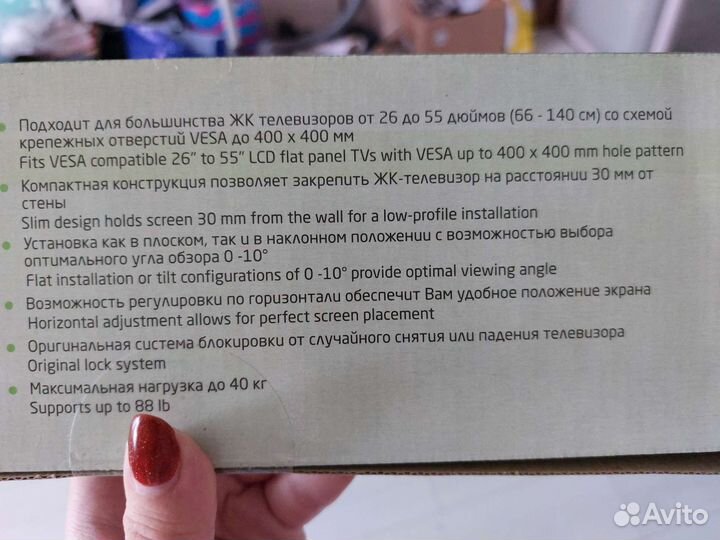 Подходит для большинства ЖК телевизоров от 26 до 55 дюймов (66 - 140 см) со схемой
крепежных отверстий VESA до 400 x 400 мм
Fits VESA compatible 26" to 55" LCD flat panel TVs with VESA up to 400 x 400 mm hole pattern
Компактная конструкция позволяет закрепить ЖК-телевизор на расстоянии 30 мм от
стены
Slim design holds screen 30 mm from the wall for a low-profile installation
Установка как в плоском, так и в наклонном положении с возможностью выбора
оптимального угла обзора 0 -10°
Flat installation or tilt configurations of 0 -10° provide optimal viewing angle
Возможность регулировки по горизонтали обеспечит Вам удобное положение экрана
Horizontal adjustment allows for perfect screen placement
Оригинальная система блокировки от случайного снятия или падения телевизора
Original lock system
Максимальная нагрузка до 40 кг
Supports up to 88 lb
Avito